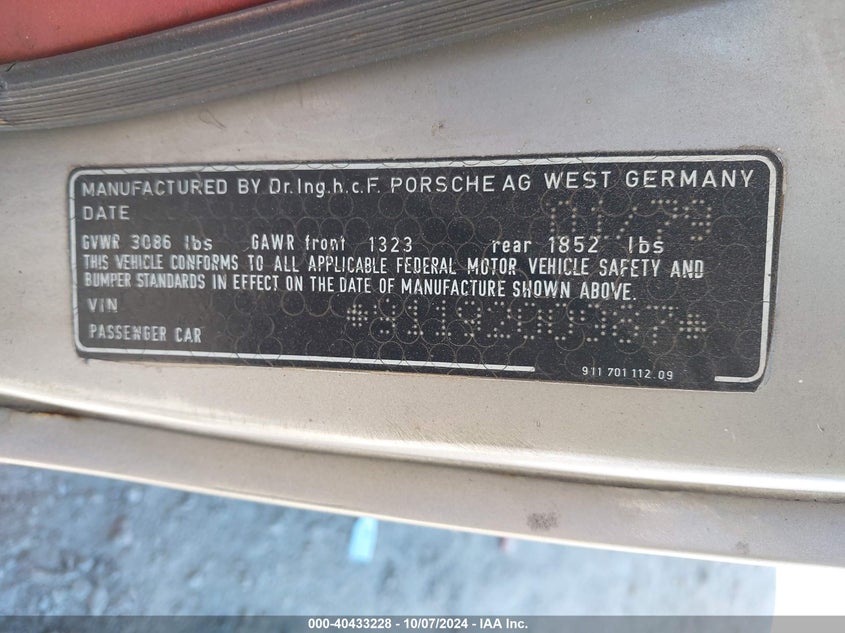 MANUFACTURED BY Dr.Ing.h.c.F. PORSCHE AG WEST GERMANY
DATE 01/79
GVWR 3086 lbs GAWR front 1323 rear 1852 lbs
THIS VEHICLE CONFORMS TO ALL APPLICABLE FEDERAL MOTOR VEHICLE SAFETY AND
BUMPER STANDARDS IN EFFECT ON THE DATE OF MANUFACTURE SHOWN ABOVE.
VIN
PASSENGER CAR
911 701 112.09
000-40433228 - 10/07/2024 - IAA Inc.